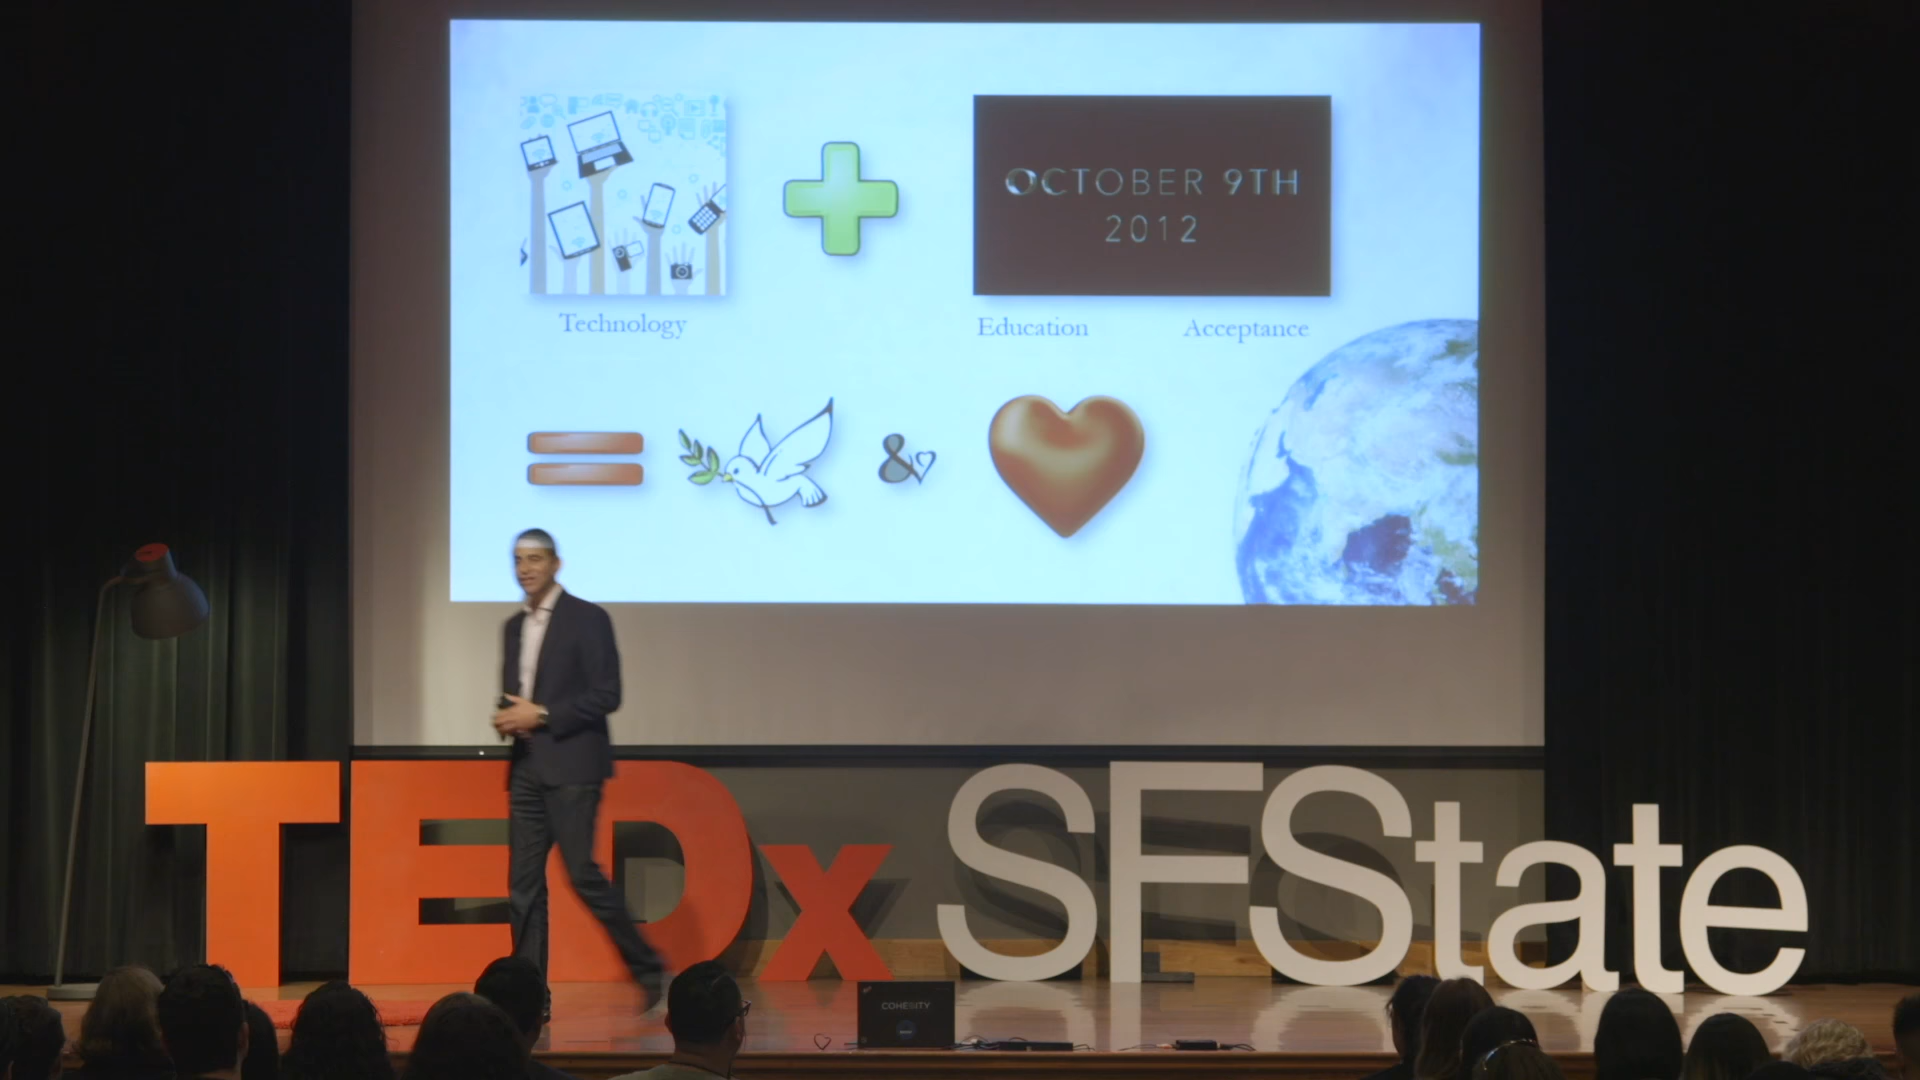 OCTOBER 9TH
2012
Technology
Education Acceptance
&
TEDx SFState
COHESITY